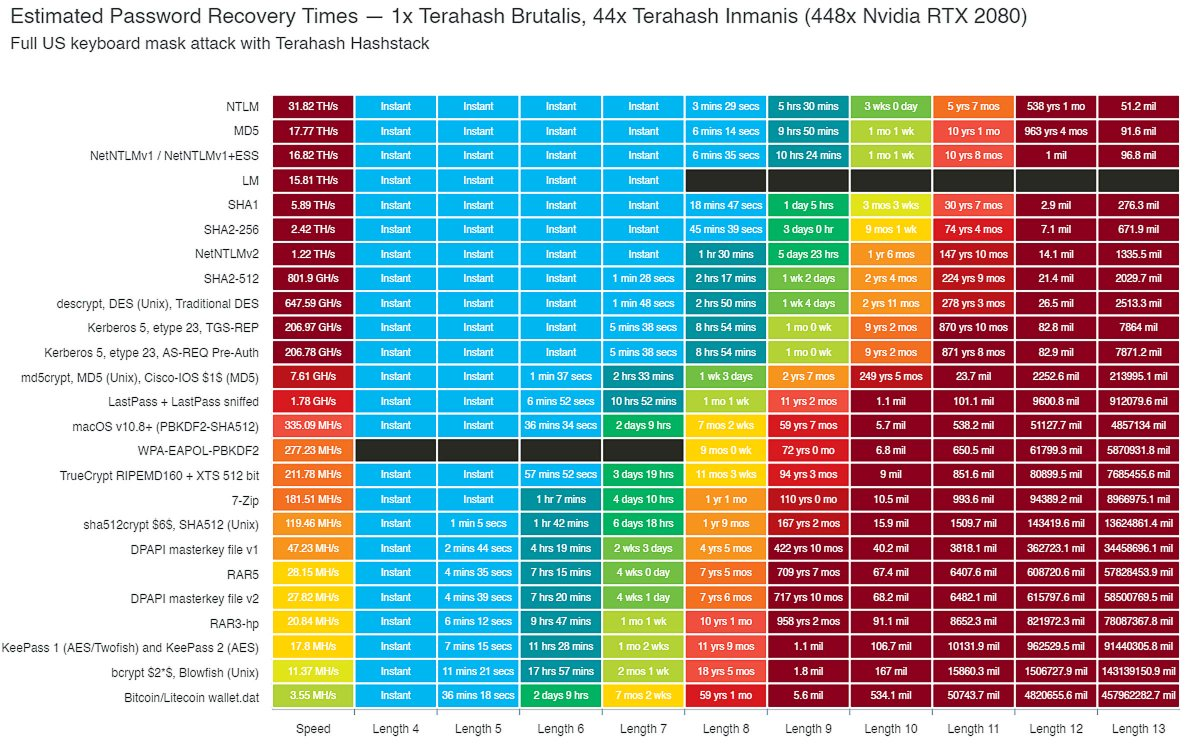 Estimated Password Recovery Times — 1x Terahash Brutalis, 44x Terahash Inmanis (448x Nvidia RTX 2080)
Full US keyboard mask attack with Terahash Hashstack
NTLM 31.82 TH/s Instant Instant Instant Instant 3 mins 29 secs 5 hrs 30 mins 3 wks 0 day 5 yrs 7 mos 538 yrs 1 mo 51.2 mil
MD5 17.77 TH/s Instant Instant Instant Instant 6 mins 14 secs 9 hrs 50 mins 1 mo 1 wk 10 yrs 1 mo 963 yrs 4 mos 91.6 mil
NetNTLMv1 / NetNTLMv1+ESS 16.82 TH/s Instant Instant Instant Instant 6 mins 35 secs 10 hrs 24 mins 1 mo 1 wk 10 yrs 8 mos 1 mil 96.8 mil
LM 15.81 TH/s Instant Instant Instant Instant
SHA1 5.89 TH/s Instant Instant Instant Instant 18 mins 47 secs 1 day 5 hrs 3 mos 3 wks 30 yrs 7 mos 2.9 mil 276.3 mil
SHA2-256 2.42 TH/s Instant Instant Instant Instant 45 mins 39 secs 3 days 0 hr 9 mos 1 wk 74 yrs 4 mos 7.1 mil 671.9 mil
NetNTLMv2 1.22 TH/s Instant Instant Instant Instant 1 hr 30 mins 5 days 23 hrs 1 yr 6 mos 147 yrs 10 mos 14.1 mil 1335.5 mil
SHA2-512 801.9 GH/s Instant Instant Instant 1 min 28 secs 2 hrs 17 mins 1 wk 2 days 2 yrs 4 mos 224 yrs 9 mos 21.4 mil 2029.7 mil
descrypt, DES (Unix), Traditional DES 647.59 GH/s Instant Instant Instant 1 min 48 secs 2 hrs 50 mins 1 wk 4 days 2 yrs 11 mos 278 yrs 3 mos 26.5 mil 2513.3 mil
Kerberos 5, etype 23, TGS-REP 206.97 GH/s Instant Instant Instant 5 mins 38 secs 8 hrs 54 mins 1 mo 0 wk 9 yrs 2 mos 870 yrs 10 mos 82.8 mil 7864 mil
Kerberos 5, etype 23, AS-REQ Pre-Auth 206.78 GH/s Instant Instant Instant 5 mins 38 secs 8 hrs 54 mins 1 mo 0 wk 9 yrs 2 mos 871 yrs 8 mos 82.9 mil 7871.2 mil
md5crypt, MD5 (Unix), Cisco-IOS $1$ (MD5) 7.61 GH/s Instant Instant 1 min 37 secs 2 hrs 33 mins 1 wk 3 days 2 yrs 7 mos 249 yrs 5 mos 23.7 mil 2252.6 mil 213995.1 mil
LastPass + LastPass sniffed 1.78 GH/s Instant Instant 6 mins 52 secs 10 hrs 52 mins 1 mo 1 wk 11 yrs 2 mos 1.1 mil 101.1 mil 9600.8 mil 912079.6 mil
macOS v10.8+ (PBKDF2-SHA512) 335.09 MH/s Instant Instant 36 mins 34 secs 2 days 9 hrs 7 mos 2 wks 59 yrs 7 mos 5.7 mil 538.2 mil 51127.7 mil 4857134 mil
WPA-EAPOL-PBKDF2 277.23 MH/s 9 mos 0 wk 72 yrs 0 mo 6.8 mil 650.5 mil 61799.3 mil 5870931.8 mil
TrueCrypt RIPEMD160 + XTS 512 bit 211.78 MH/s Instant Instant 57 mins 52 secs 3 days 19 hrs 11 mos 3 wks 94 yrs 3 mos 9 mil 851.6 mil 80899.5 mil 7685455.6 mil
7-Zip 181.51 MH/s Instant Instant 1 hr 7 mins 4 days 10 hrs 1 yr 1 mo 110 yrs 0 mo 10.5 mil 993.6 mil 94389.2 mil 8966975.1 mil
sha512crypt $6$, SHA512 (Unix) 119.46 MH/s Instant 1 min 5 secs 1 hr 42 mins 6 days 18 hrs 1 yr 9 mos 167 yrs 2 mos 15.9 mil 1509.7 mil 143419.6 mil 13624861.4 mil
DPAPI masterkey file v1 47.23 MH/s Instant 2 mins 44 secs 4 hrs 19 mins 2 wks 3 days 4 yrs 5 mos 422 yrs 10 mos 40.2 mil 3818.1 mil 362723.1 mil 34458696.1 mil
RAR5 28.15 MH/s Instant 4 mins 35 secs 7 hrs 15 mins 4 wks 0 day 7 yrs 5 mos 709 yrs 7 mos 67.4 mil 6407.6 mil 608720.6 mil 57828453.9 mil
DPAPI masterkey file v2 27.82 MH/s Instant 4 mins 39 secs 7 hrs 20 mins 4 wks 1 day 7 yrs 6 mos 717 yrs 10 mos 68.2 mil 6482.1 mil 615797.6 mil 58500769.5 mil
RAR3-hp 20.84 MH/s Instant 6 mins 12 secs 9 hrs 47 mins 1 mo 1 wk 10 yrs 1 mo 958 yrs 2 mos 91.1 mil 8652.3 mil 821972.3 mil 78087367.8 mil
KeePass 1 (AES/Twofish) and KeePass 2 (AES) 17.8 MH/s Instant 7 mins 15 secs 11 hrs 28 mins 1 mo 2 wks 11 yrs 9 mos 1.1 mil 106.7 mil 10131.9 mil 962529.5 mil 91440305.8 mil
bcrypt $2*$, Blowfish (Unix) 11.37 MH/s Instant 11 mins 21 secs 17 hrs 57 mins 2 mos 1 wk 18 yrs 5 mos 1.8 mil 167 mil 15860.3 mil 1506727.9 mil 143139150.9 mil
Bitcoin/Litecoin wallet.dat 3.55 MH/s Instant 36 mins 18 secs 2 days 9 hrs 7 mos 2 wks 59 yrs 1 mo 5.6 mil 534.1 mil 50743.7 mil 4820655.6 mil 457962282.7 mil
Speed Length 4 Length 5 Length 6 Length 7 Length 8 Length 9 Length 10 Length 11 Length 12 Length 13